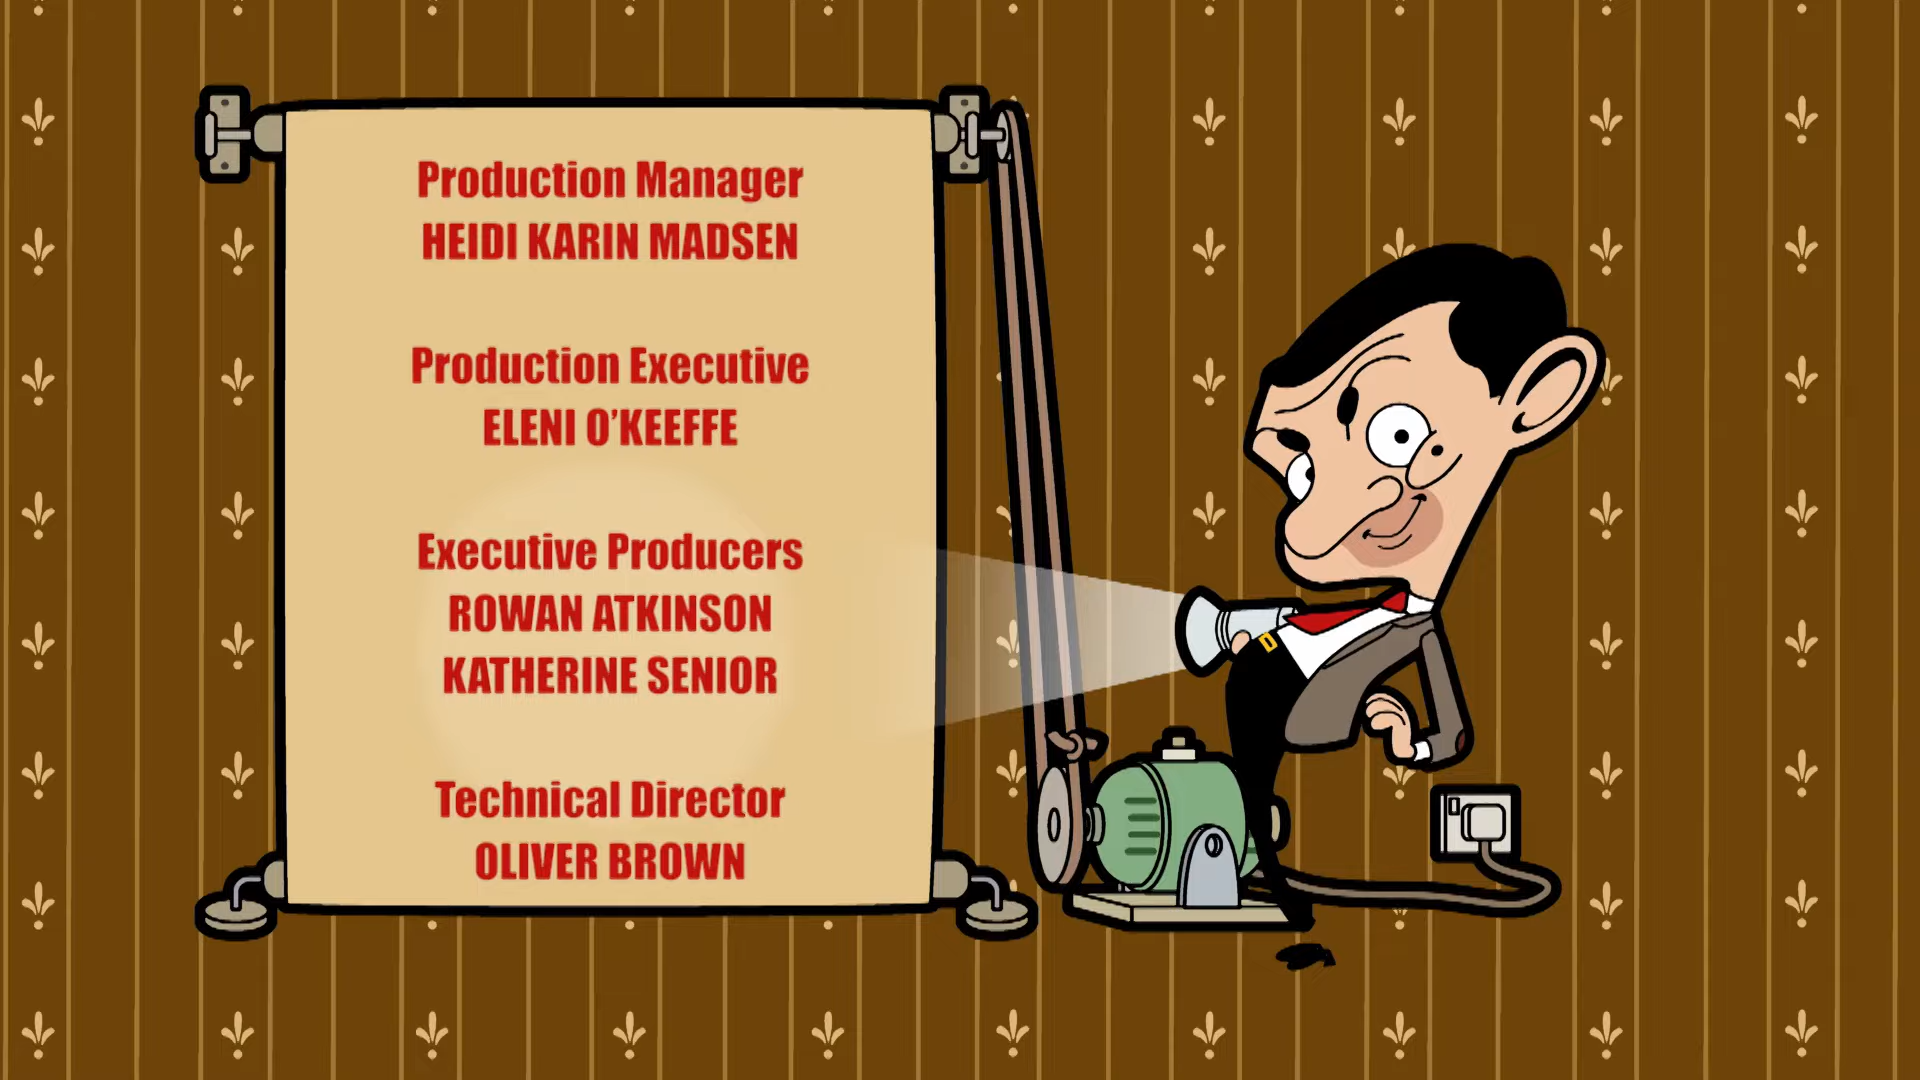 Production Manager
HEIDI KARIN MADSEN
Production Executive
ELENI O’KEEFFE
Executive Producers
ROWAN ATKINSON
KATHERINE SENIOR
Technical Director
OLIVER BROWN